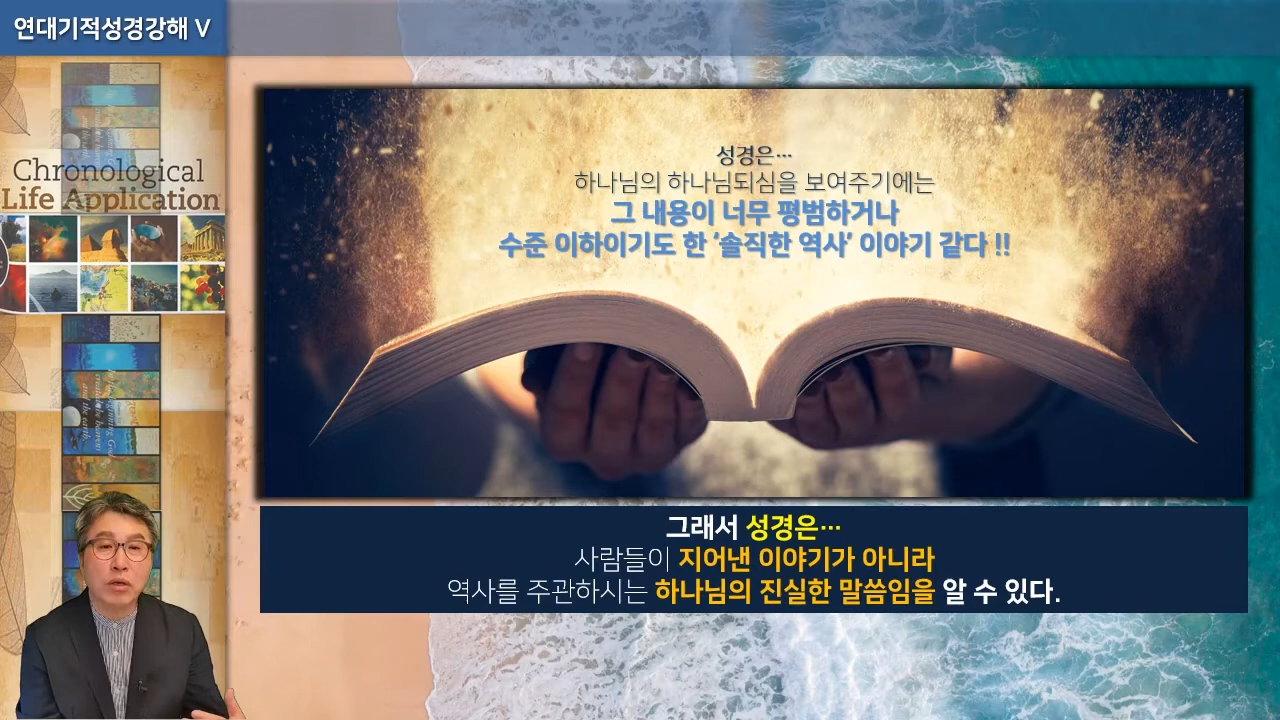 연대기적성경강해 V
Chronological
Life Application
성경은…
하나님의 하나님되심을 보여주기에는
그 내용이 너무 평범하거나
수준 이하이기도 한 '솔직한 역사' 이야기 같다 !!
그래서 성경은…
사람들이 지어낸 이야기가 아니라
역사를 주관하시는 하나님의 진실한 말씀임을 알 수 있다.